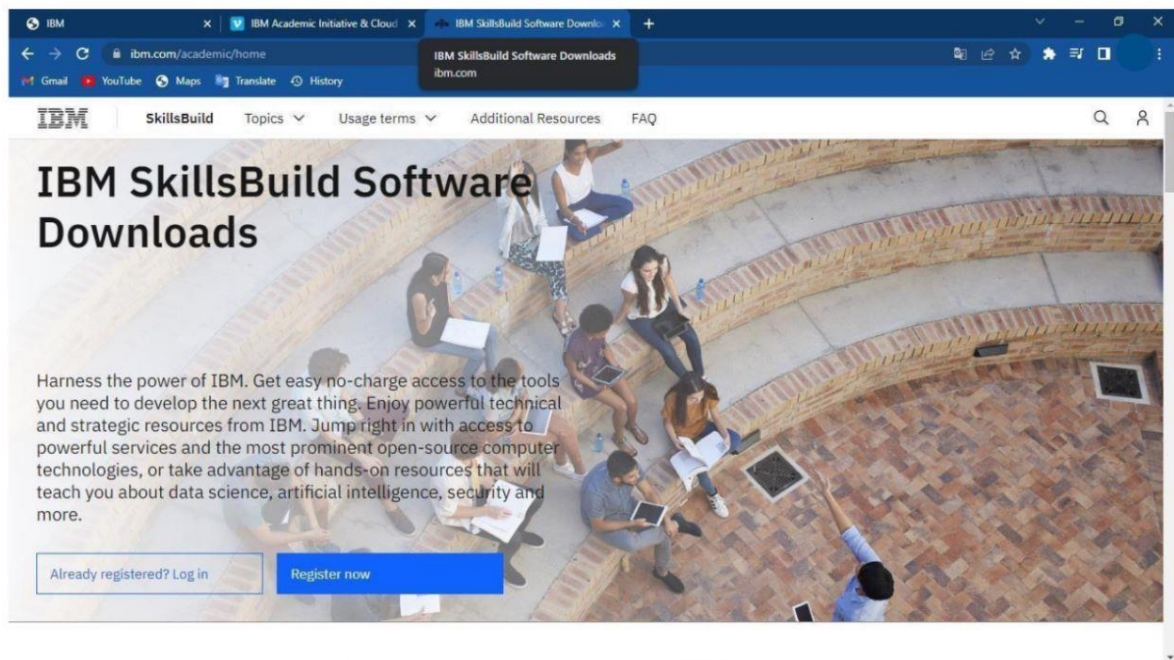 IBM
IBM Academic Initiative & Cloud
IBM SkillsBuild Software Downlo
ibm.com/academic/home
IBM SkillsBuild Software Downloads
ibm.com
Gmail
YouTube
Maps
Translate
History
IBM
SkillsBuild
Topics
Usage terms
Additional Resources
FAQ
IBM SkillsBuild Software
Downloads
Harness the power of IBM. Get easy no-charge access to the tools
you need to develop the next great thing. Enjoy powerful technical
and strategic resources from IBM. Jump right in with access to
powerful services and the most prominent open-source computer
technologies, or take advantage of hands-on resources that will
teach you about data science, artificial intelligence, security and
more.
Already registered? Log in
Register now